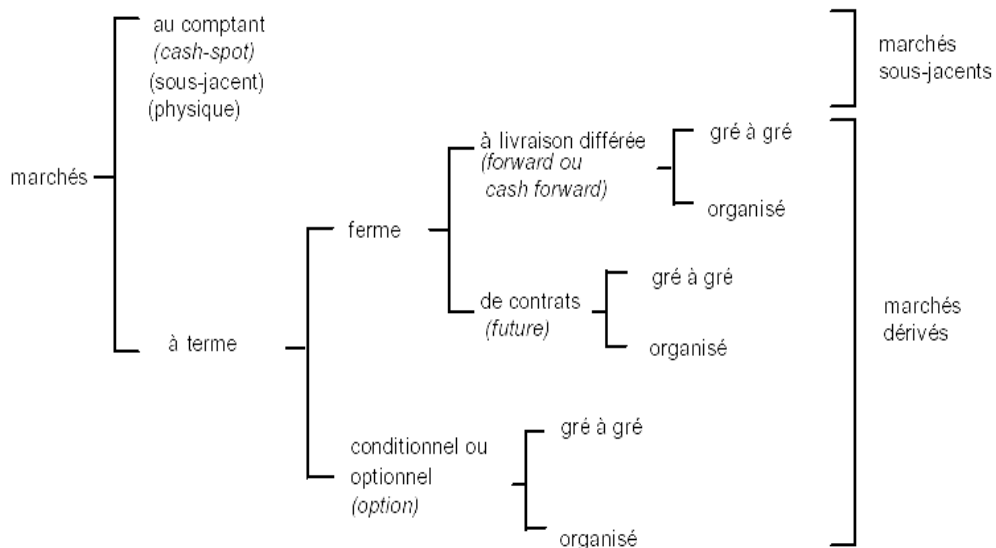 au comptant
(cash-spot)
(sous-jacent)
(physique)
marchés
sous-jacents
marchés
à terme
ferme
à livraison différée
(forward ou
cash forward)
gré à gré
organisé
de contrats
(future)
gré à gré
organisé
conditionnel ou
optionnel
(option)
gré à gré
organisé
marchés
dérivés